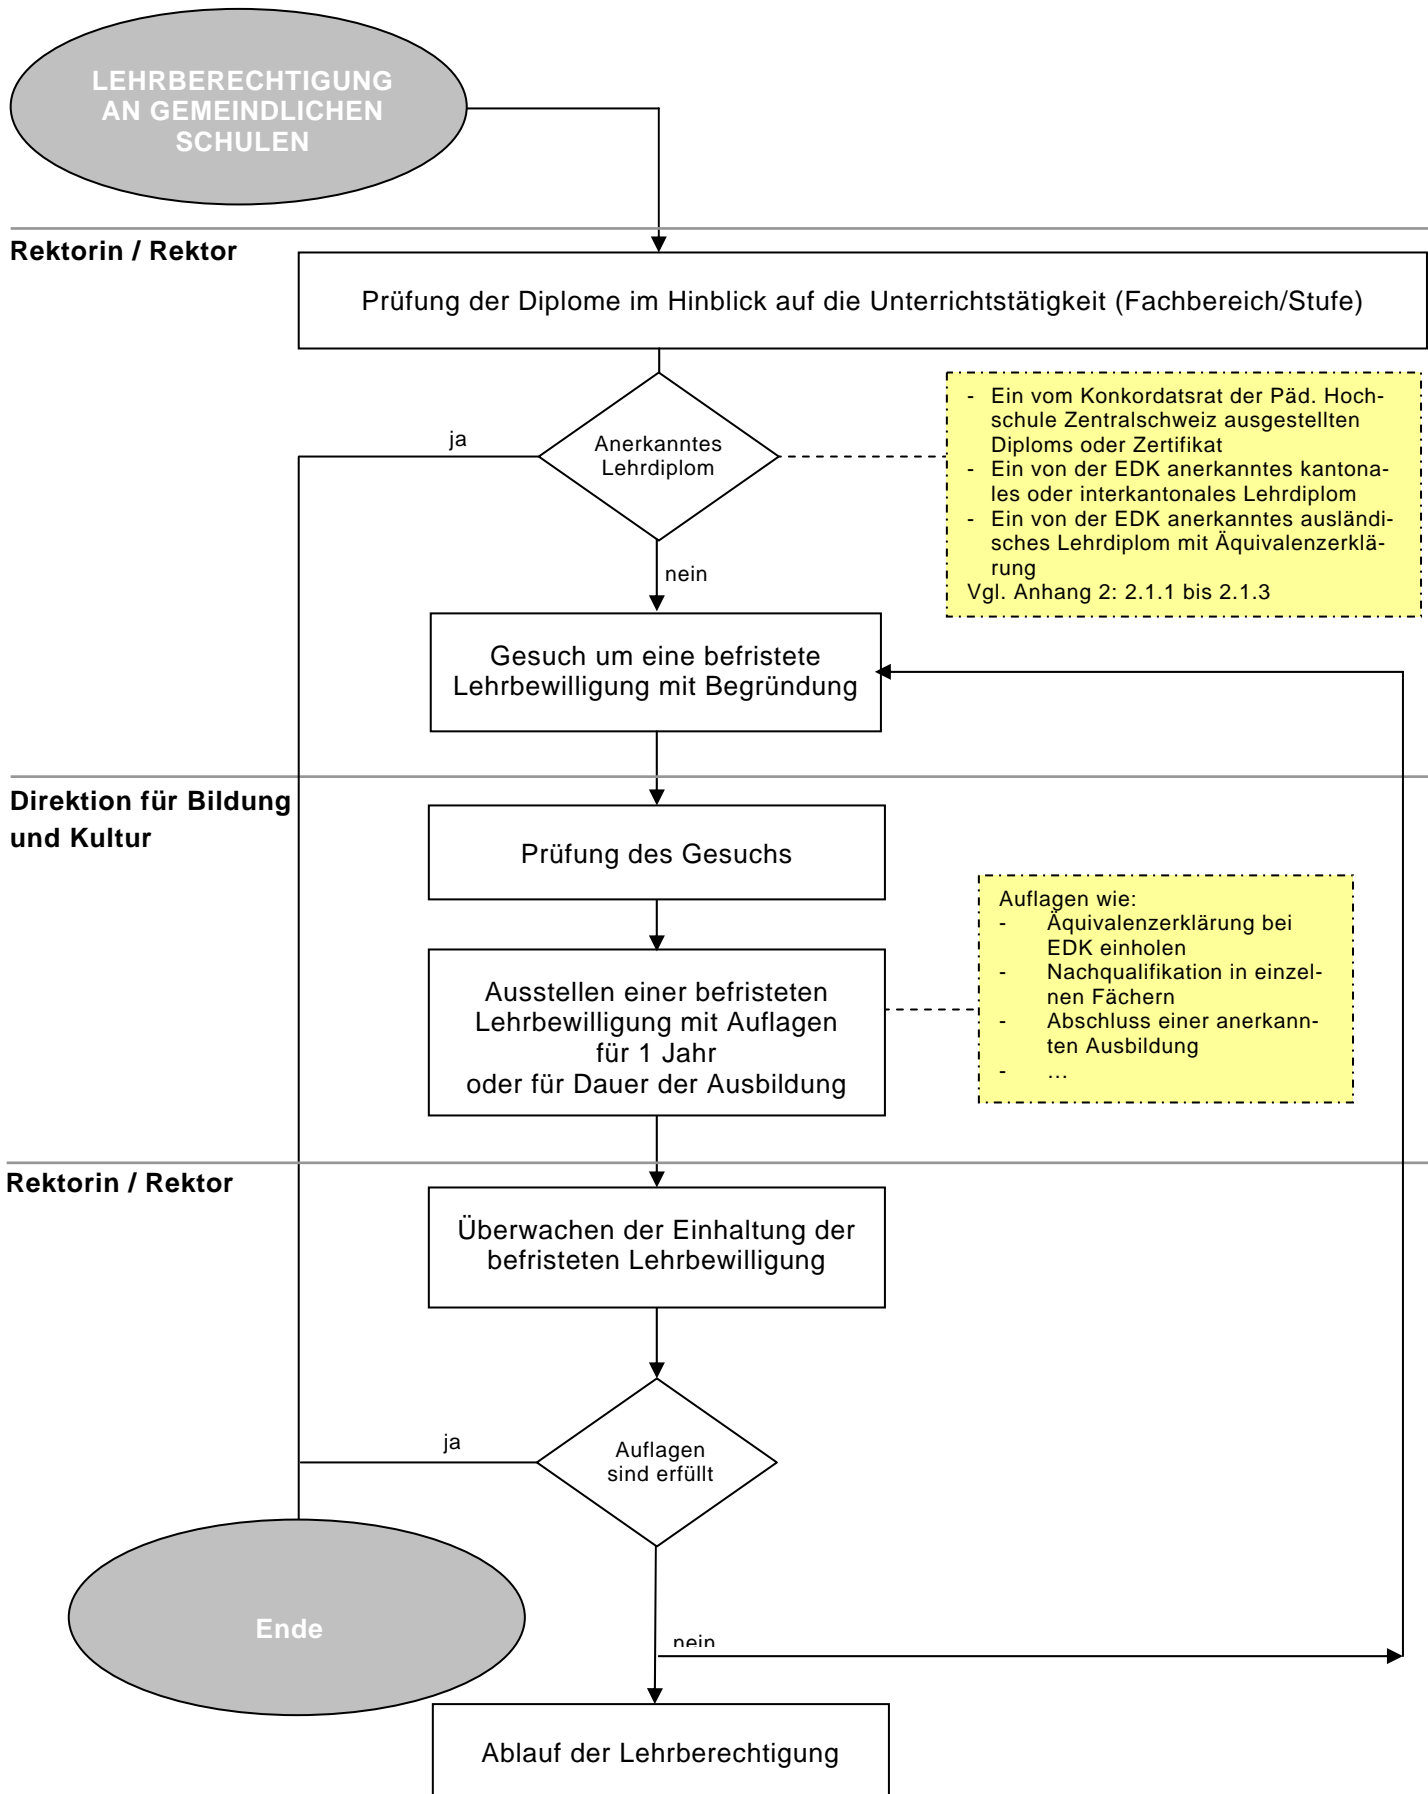 LEHRBERECHTIGUNG
AN GEMEINDLICHEN
SCHULEN
Rektorin / Rektor
Prüfung der Diplome im Hinblick auf die Unterrichtstätigkeit (Fachbereich/Stufe)
ja
Anerkanntes
Lehrdiplom
- Ein vom Konkordatsrat der Päd. Hoch-
schule Zentralschweiz ausgestellten
Diploms oder Zertifikat
- Ein von der EDK anerkanntes kantona-
les oder interkantonales Lehrdiplom
- Ein von der EDK anerkanntes ausländi-
sches Lehrdiplom mit Äquivalenzerklä-
rung
Vgl. Anhang 2: 2.1.1 bis 2.1.3
nein
Gesuch um eine befristete
Lehrbewilligung mit Begründung
Direktion für Bildung
und Kultur
Prüfung des Gesuchs
Ausstellen einer befristeten
Lehrbewilligung mit Auflagen
für 1 Jahr
oder für Dauer der Ausbildung
Auflagen wie:
- Äquivalenzerklärung bei
EDK einholen
- Nachqualifikation in einzel-
nen Fächern
- Abschluss einer anerkann-
ten Ausbildung
- …
Rektorin / Rektor
Überwachen der Einhaltung der
befristeten Lehrbewilligung
ja
Auflagen
sind erfüllt
Ende
nein
Ablauf der Lehrberechtigung